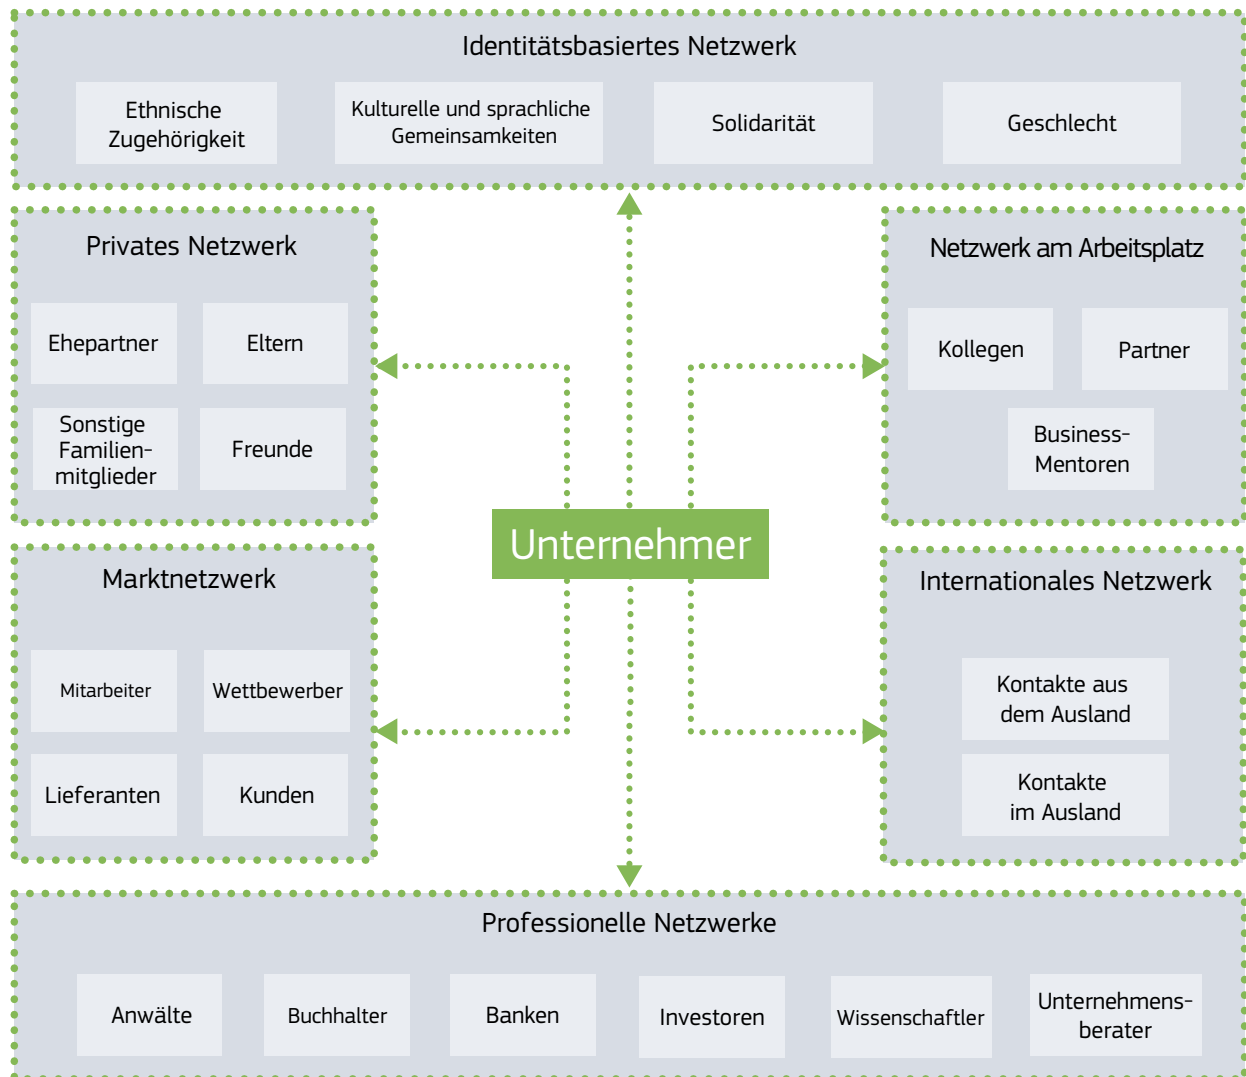 Identitätsbasiertes Netzwerk
Ethnische
Zugehörigkeit
Kulturelle und sprachliche
Gemeinsamkeiten
Solidarität
Geschlecht
Privates Netzwerk
Ehepartner
Eltern
Sonstige
Familien-
mitglieder
Freunde
Netzwerk am Arbeitsplatz
Kollegen
Partner
Business-
Mentoren
Unternehmer
Marktnetzwerk
Mitarbeiter
Wettbewerber
Lieferanten
Kunden
Internationales Netzwerk
Kontakte aus
dem Ausland
Kontakte
im Ausland
Professionelle Netzwerke
Anwälte
Buchhalter
Banken
Investoren
Wissenschaftler
Unternehmens-
berater